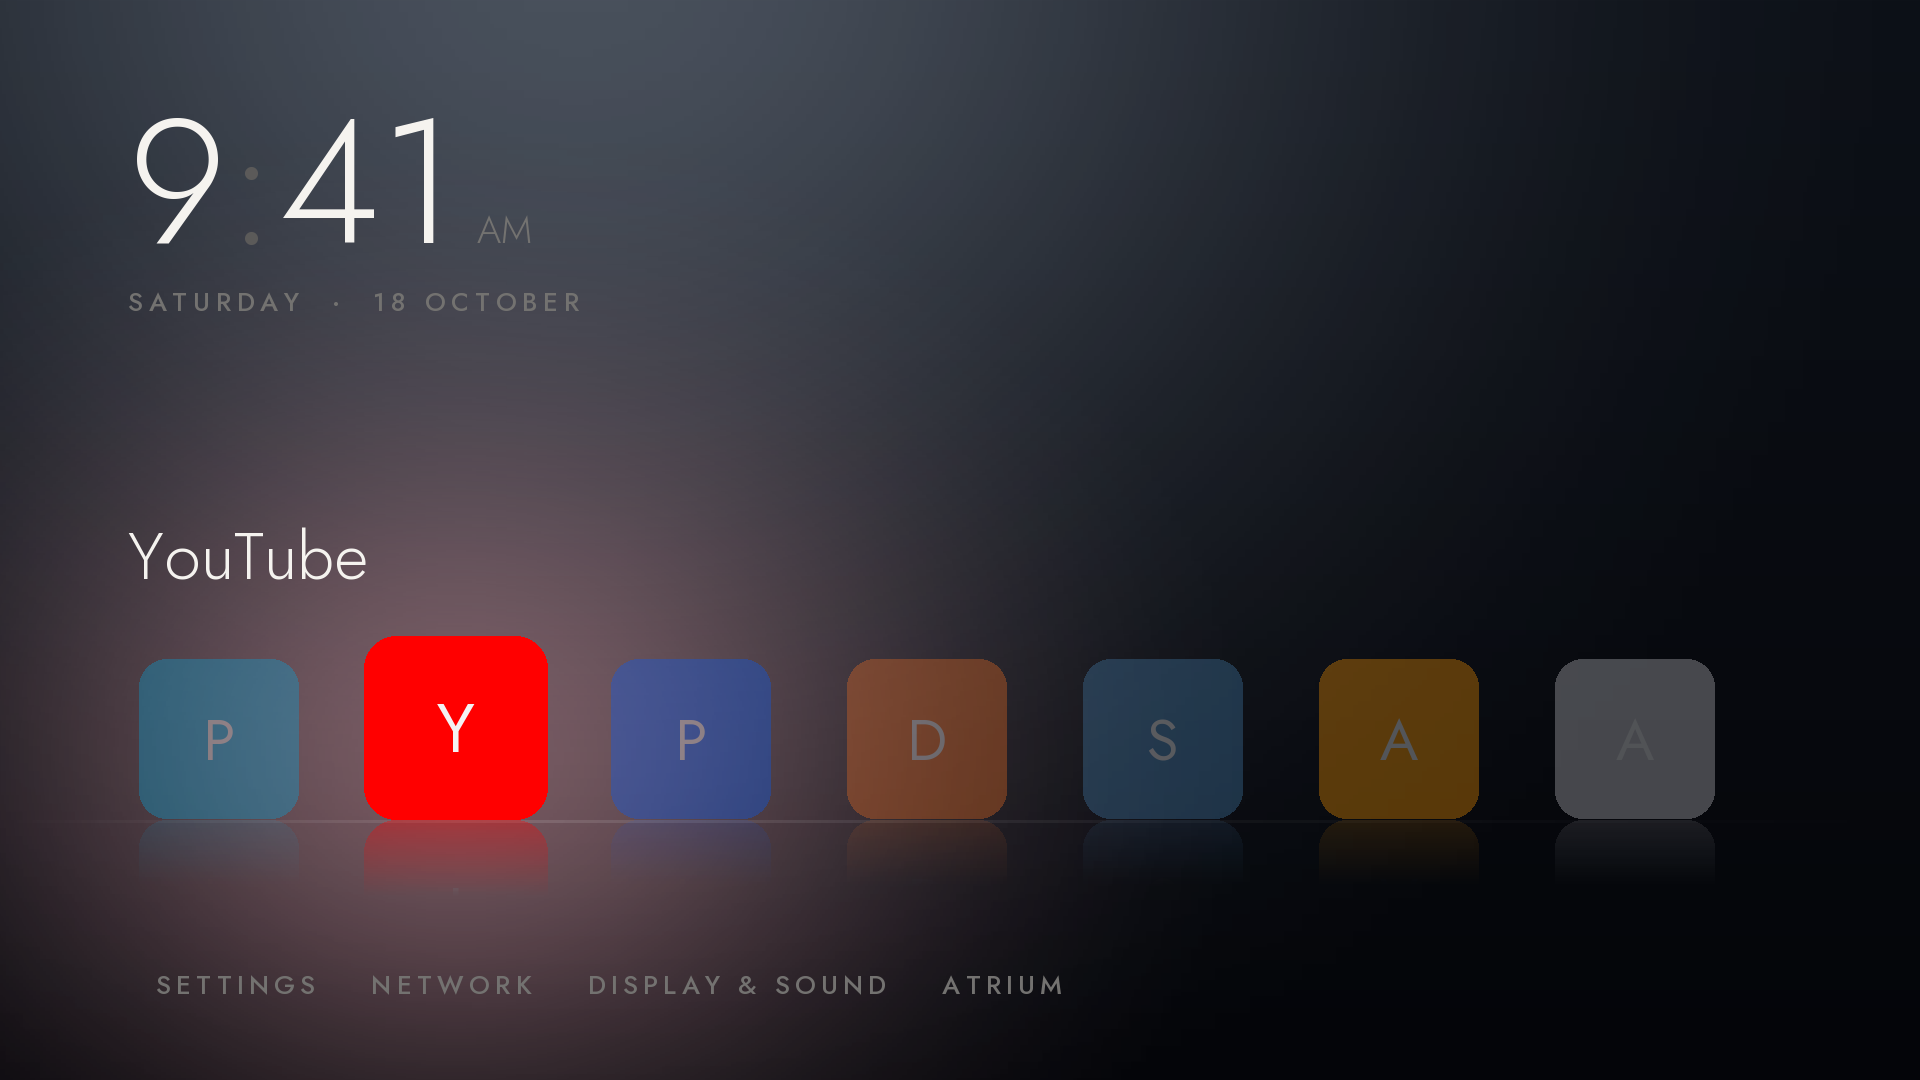 9:41 AM
SATURDAY · 18 OCTOBER
YouTube
P Y P D S A A
SETTINGS NETWORK DISPLAY & SOUND ATRIUM